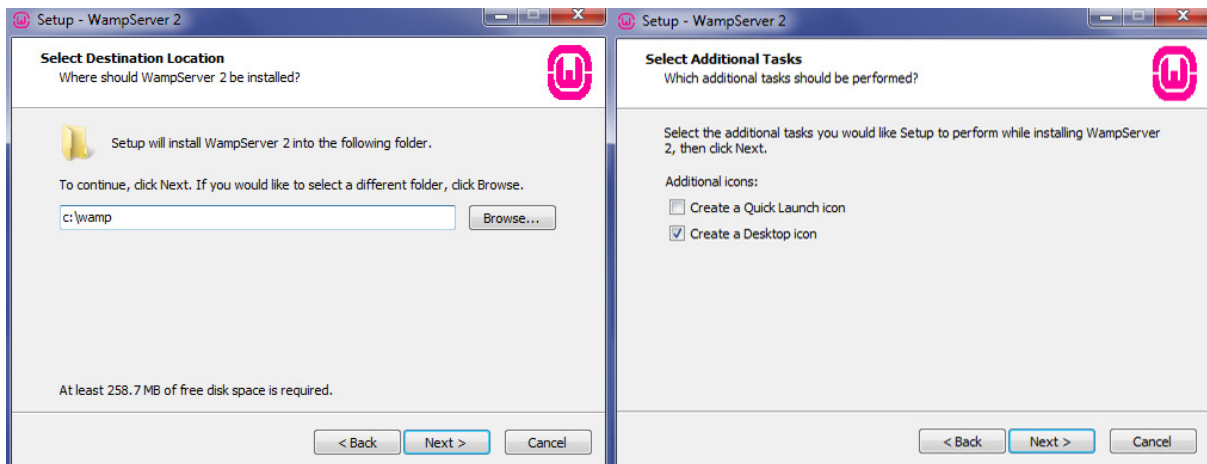 Setup - WampServer 2
Select Destination Location
Where should WampServer 2 be installed?
Setup will install WampServer 2 into the following folder.
To continue, click Next. If you would like to select a different folder, click Browse.
c:\wamp
Browse...
At least 258.7 MB of free disk space is required.
< Back
Next >
Cancel
Setup - WampServer 2
Select Additional Tasks
Which additional tasks should be performed?
Select the additional tasks you would like Setup to perform while installing WampServer
2, then click Next.
Additional icons:
Create a Quick Launch icon
Create a Desktop icon
< Back
Next >
Cancel